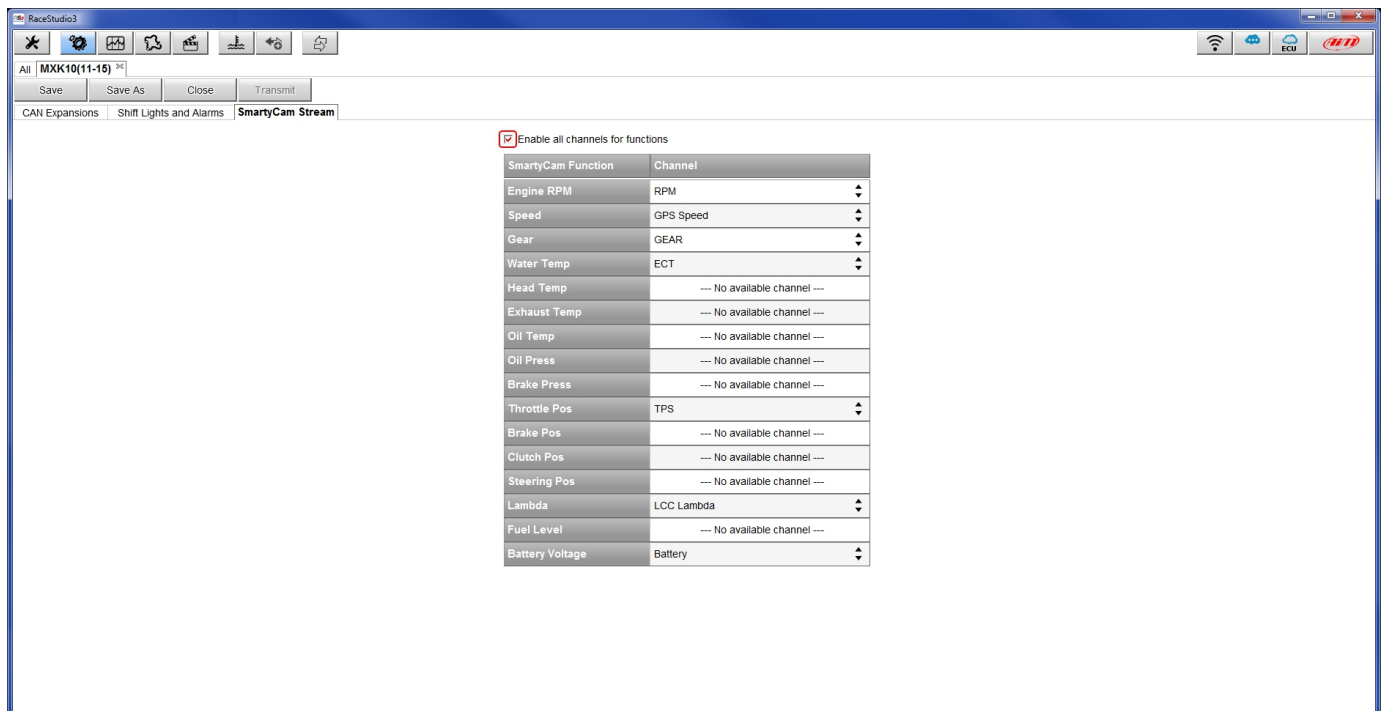 RaceStudio3
ECU
AiM
All MXK10(11-15)
Save Save As Close Transmit
CAN Expansions Shift Lights and Alarms SmartyCam Stream
Enable all channels for functions
SmartyCam Function Channel
Engine RPM RPM
Speed GPS Speed
Gear GEAR
Water Temp ECT
Head Temp --- No available channel ---
Exhaust Temp --- No available channel ---
Oil Temp --- No available channel ---
Oil Press --- No available channel ---
Brake Press --- No available channel ---
Throttle Pos TPS
Brake Pos --- No available channel ---
Clutch Pos --- No available channel ---
Steering Pos --- No available channel ---
Lambda LCC Lambda
Fuel Level --- No available channel ---
Battery Voltage Battery